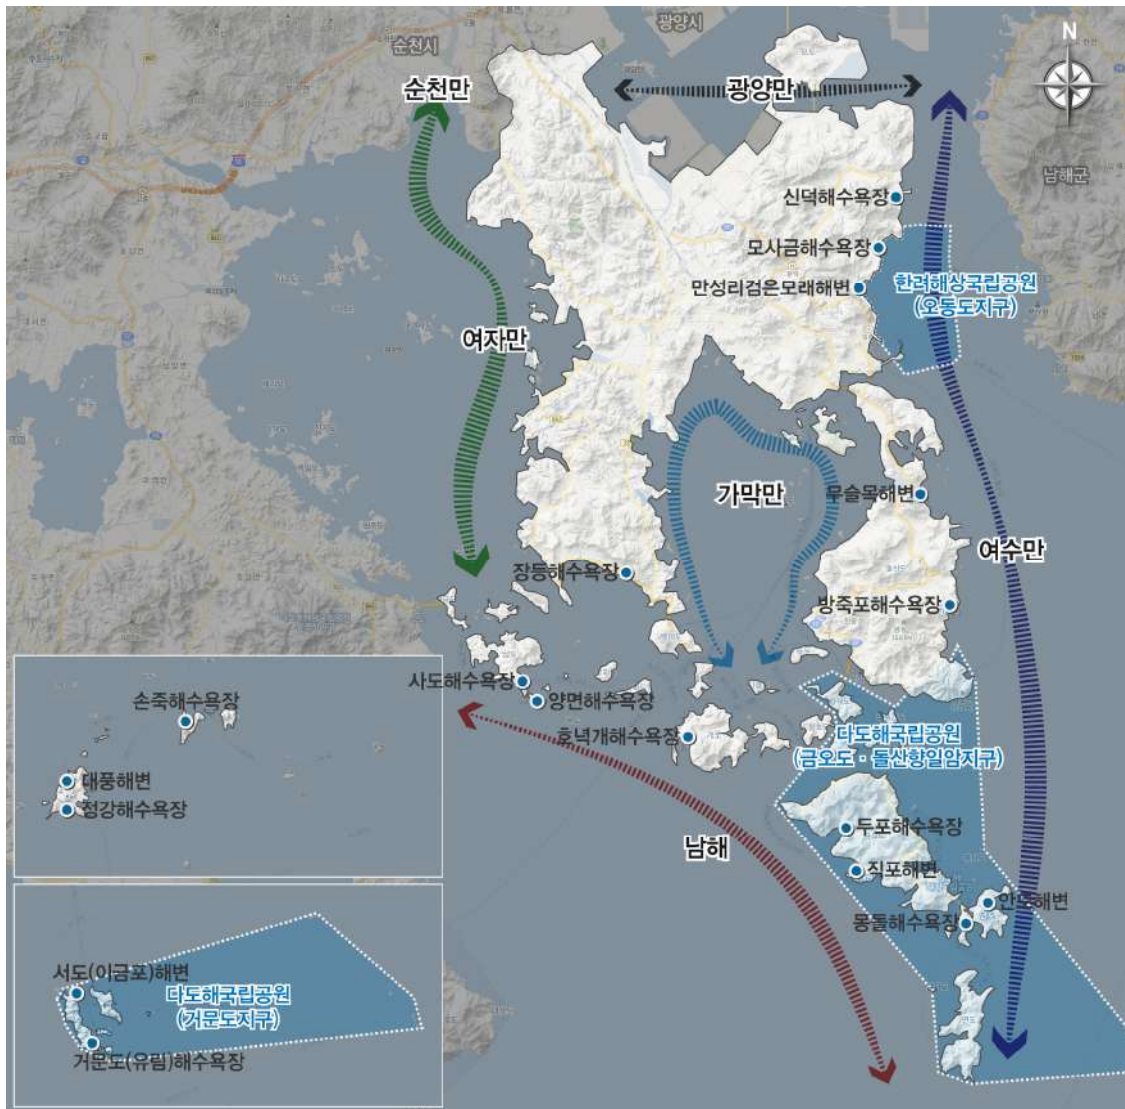 광양시
순천시
N
순천만
광양만
남해군
신덕해수욕장
모사금해수욕장
만성리검은모래해변
한려해상국립공원
(오동도지구)
여자만
가막만
무슬목해변
여수만
장등해수욕장
방죽포해수욕장
사도해수욕장
양면해수욕장
손죽해수욕장
호녁개해수욕장
다도해국립공원
(금오도·돌산항일암지구)
대풍해변
정강해수욕장
두포해수욕장
남해
직포해변
안도해변
몽돌해수욕장
서도(이금포)해변
다도해국립공원
(거문도지구)
거문도(유림)해수욕장